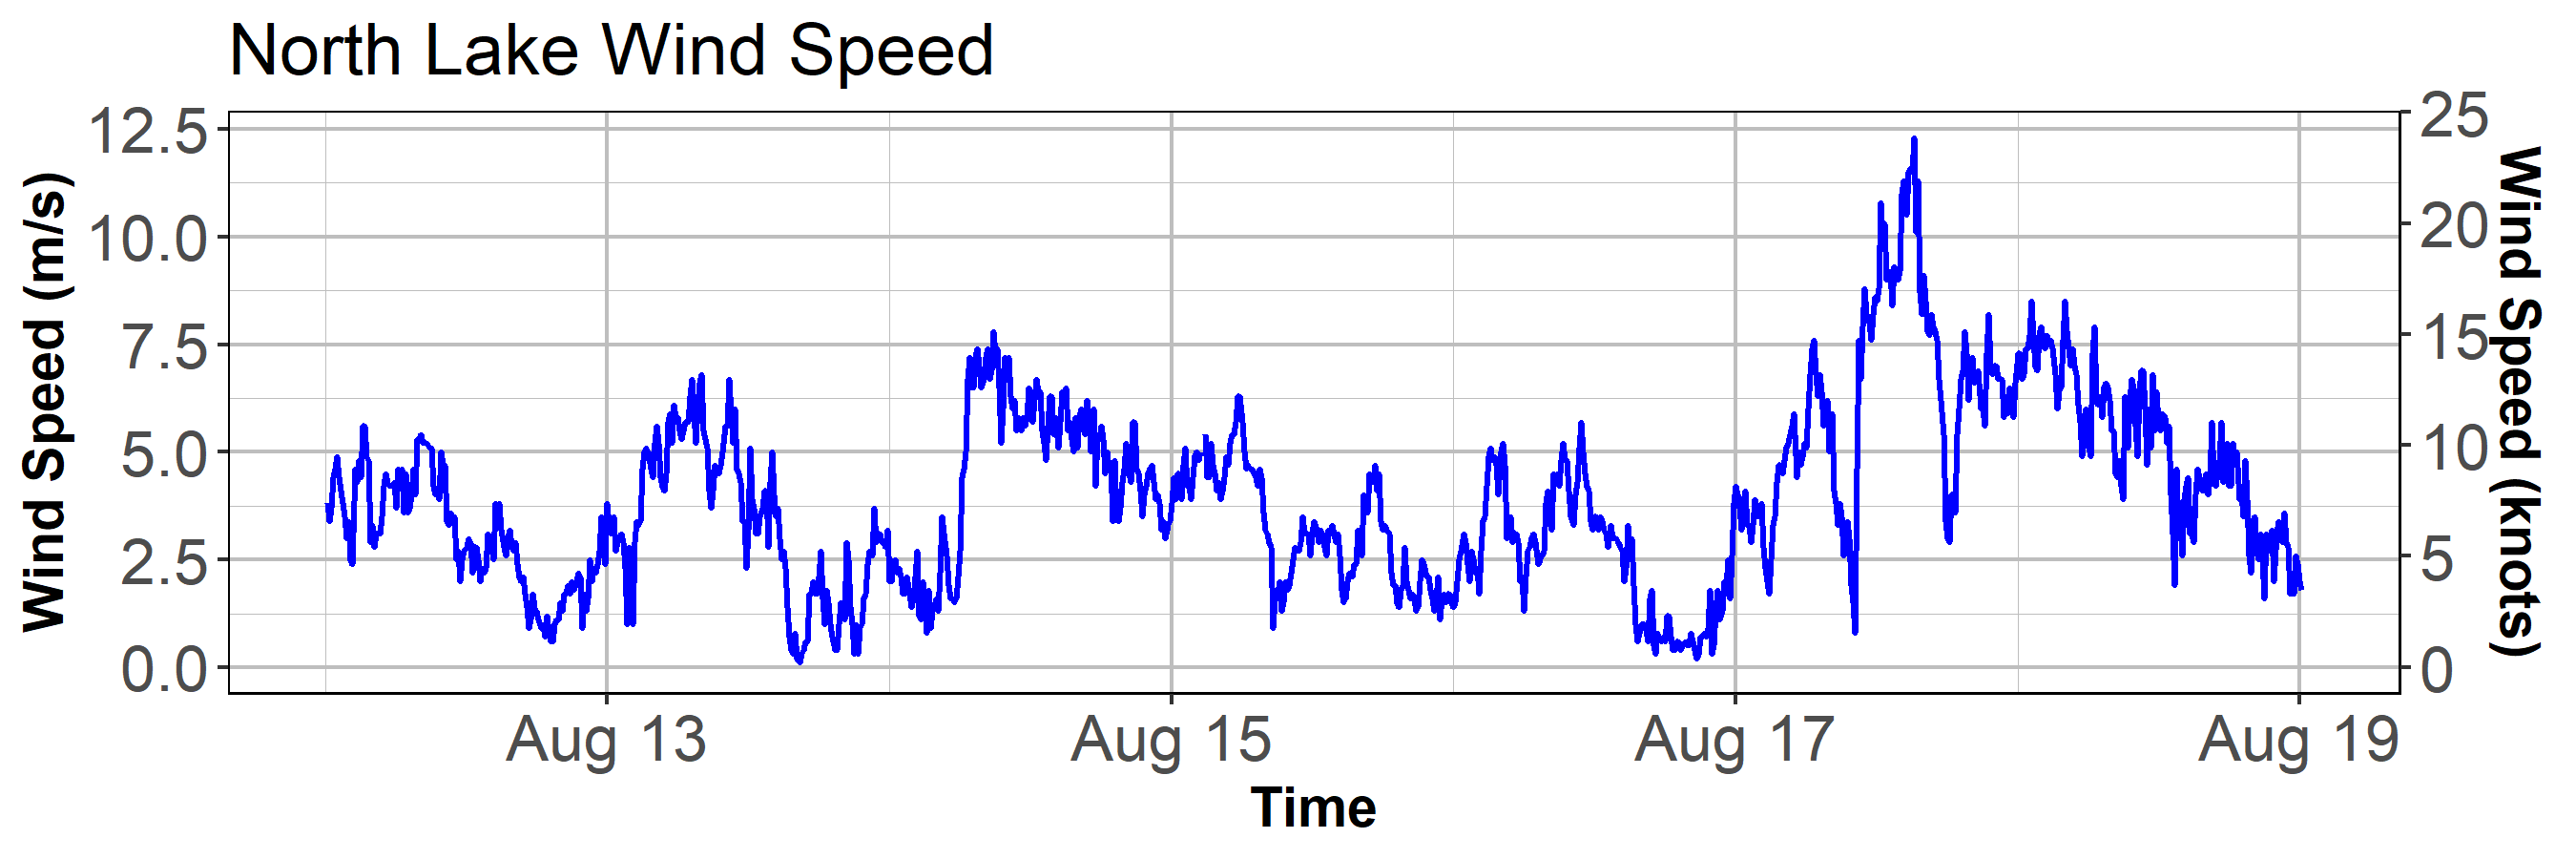 North Lake Wind Speed
Wind Speed (m/s)
12.5
10.0
7.5
5.0
2.5
0.0
25
20
15
10
5
0
Wind Speed (knots)
Aug 13
Aug 15
Aug 17
Aug 19
Time